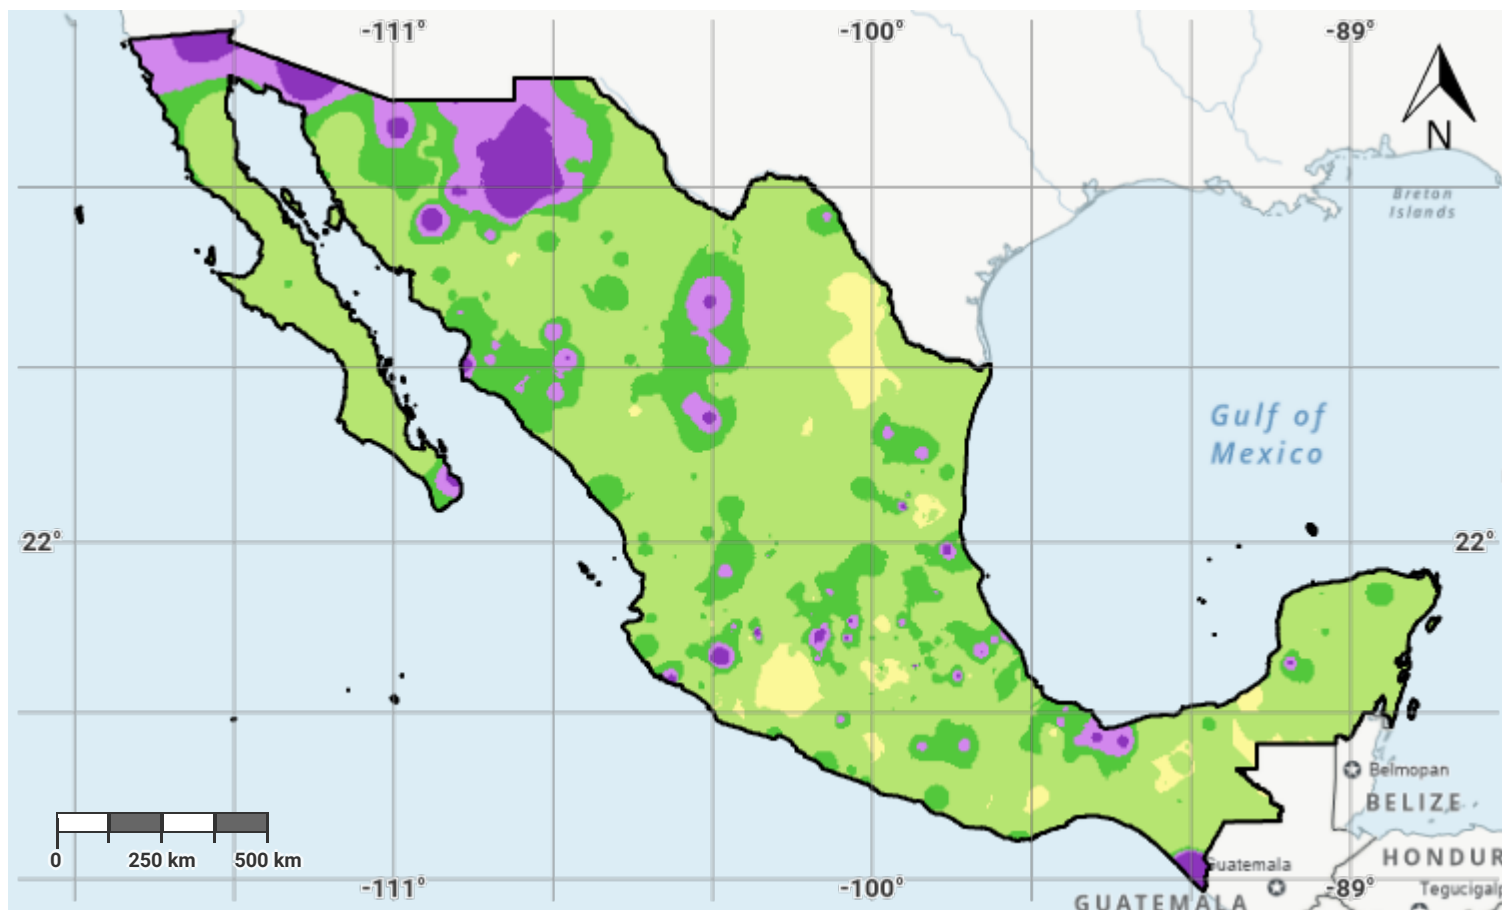 -111°
-100°
-89°
N
Breton
Islands
Gulf of
Mexico
22°
22°
Belmopan
BELIZE
0
250 km
500 km
Guatemala
HONDUR
-111°
-100°
-89°
Tegucigalp
GUATEMALA